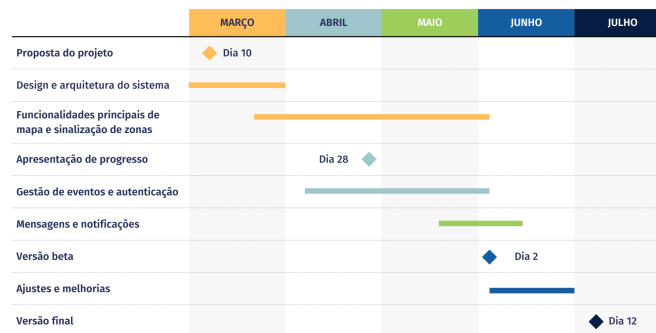 MARÇO ABRIL MAIO JUNHO JULHO
Proposta do projeto Dia 10
Design e arquitetura do sistema
Funcionalidades principais de
mapa e sinalização de zonas
Apresentação de progresso Dia 28
Gestão de eventos e autenticação
Mensagens e notificações
Versão beta Dia 2
Ajustes e melhorias
Versão final Dia 12